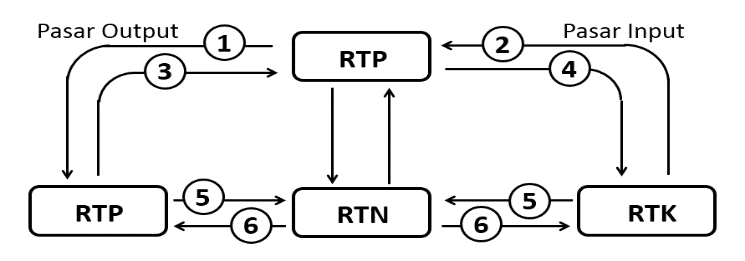 Pasar Output 1 2 Pasar Input
3 RTP 4
5 5
RTP RTN RTK
6 6